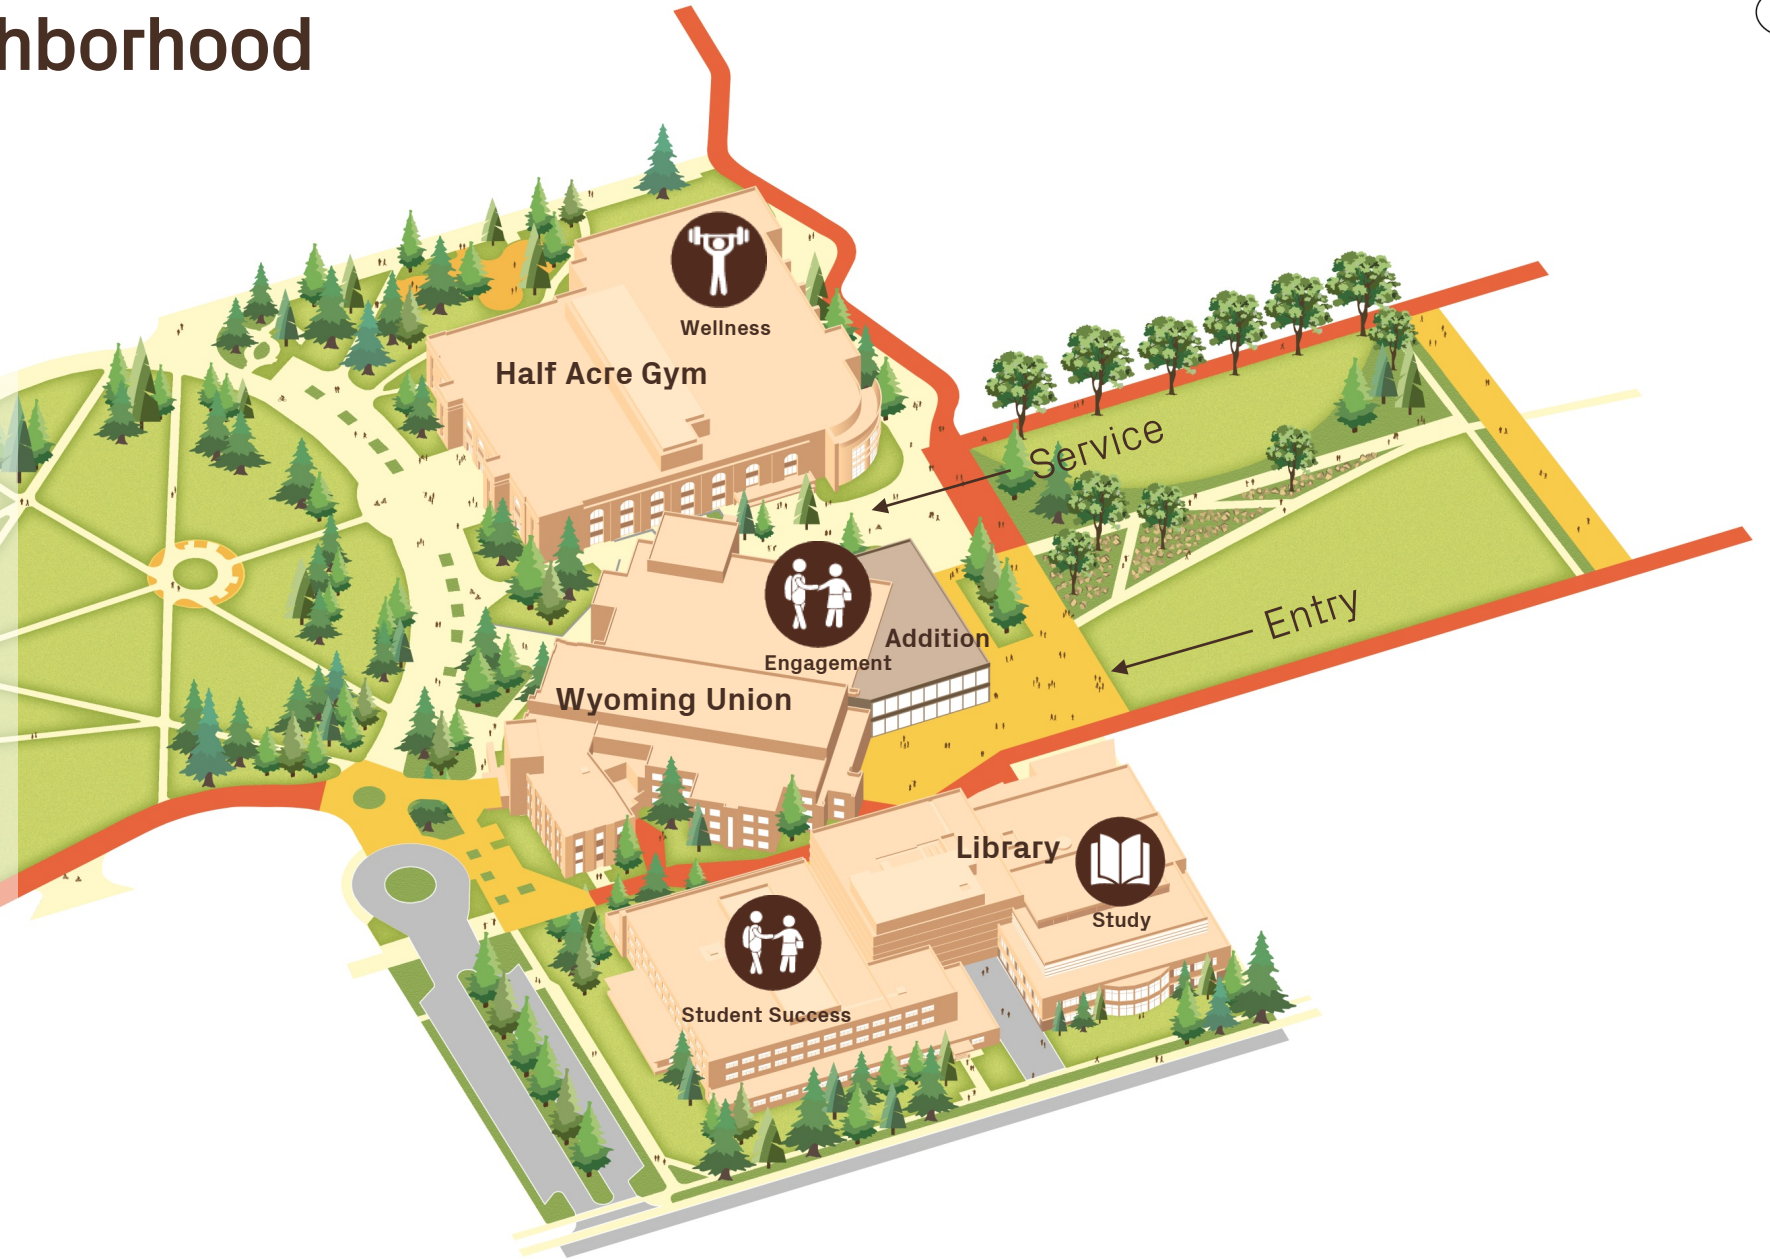 hborhood
Wellness
Half Acre Gym
Service
Entry
Addition
Engagement
Wyoming Union
Library
Study
Student Success